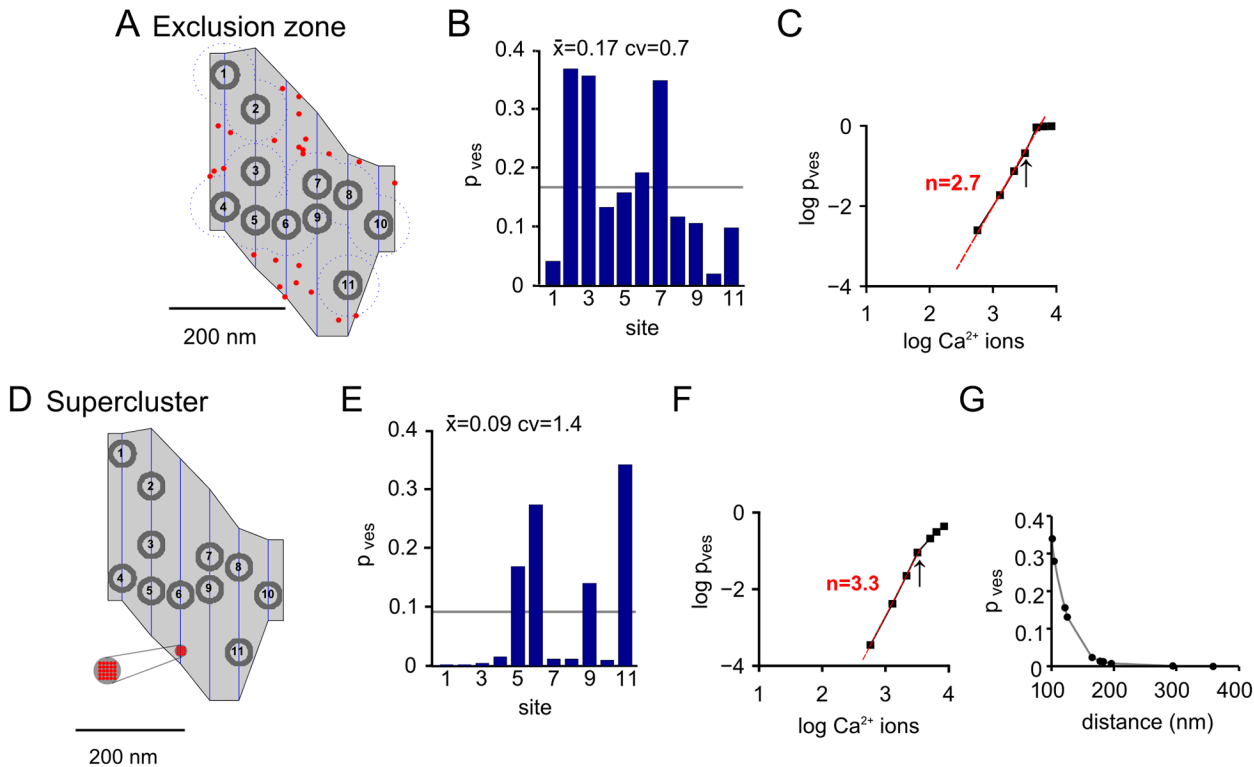 A Exclusion zone
1
2
3
4
5
6
7
8
9
10
11
200 nm
B
x̄=0.17 cv=0.7
0.4
0.3
0.2
0.1
0
p ves
1 3 5 7 9 11
site
C
0
−2
−4
log pves
n=2.7
1 2 3 4
log Ca2+ ions
D Supercluster
1
2
3
4
5
6
7
8
9
10
11
200 nm
E
x̄=0.09 cv=1.4
0.4
0.3
0.2
0.1
0
p ves
1 3 5 7 9 11
site
F
0
−2
−4
log pves
n=3.3
1 2 3 4
log Ca2+ ions
G
0.4
0.3
0.2
0.1
0
p ves
100 200 300 400
distance (nm)